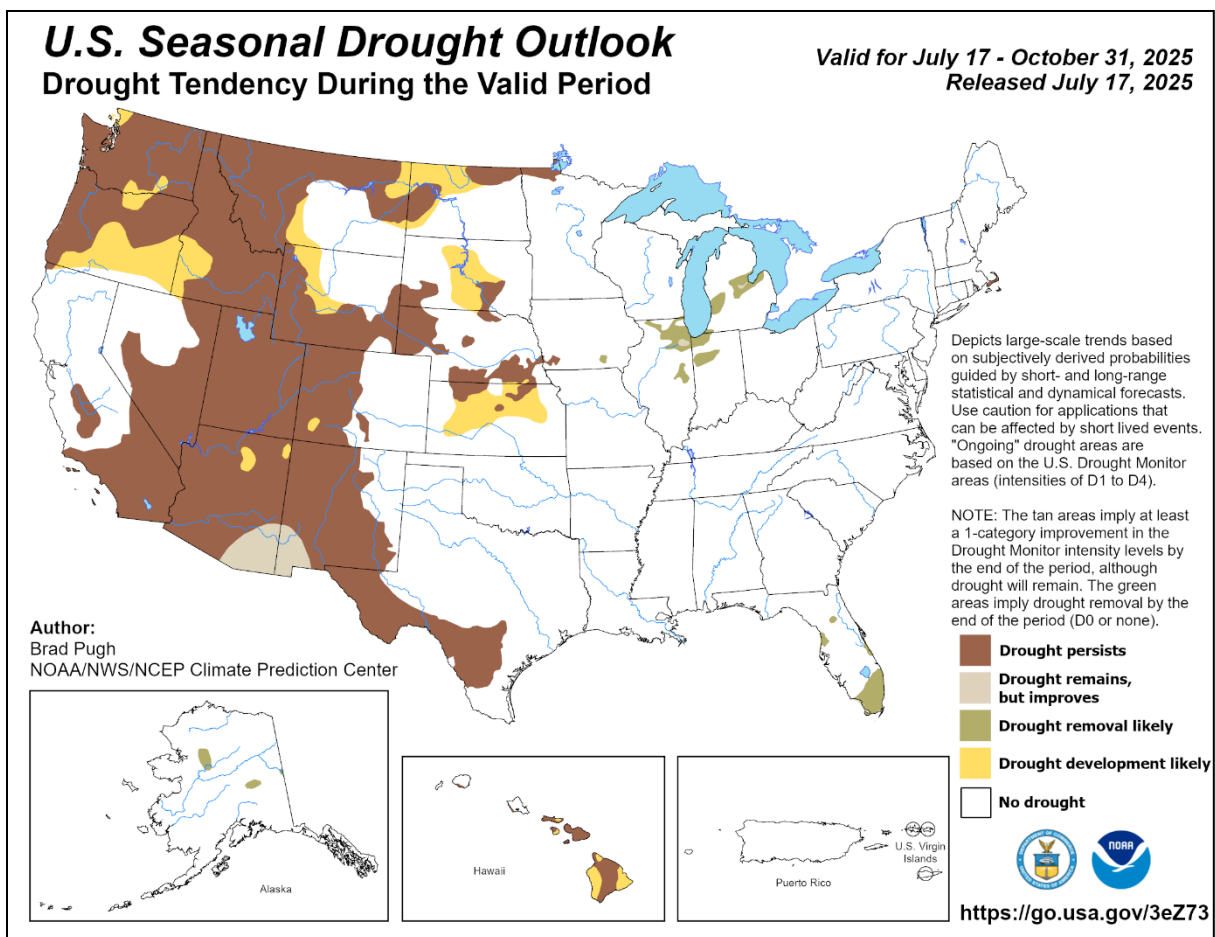 U.S. Seasonal Drought Outlook
Drought Tendency During the Valid Period
Valid for July 17 - October 31, 2025
Released July 17, 2025
Depicts large-scale trends based
on subjectively derived probabilities
guided by short- and long-range
statistical and dynamical forecasts.
Use caution for applications that
can be affected by short lived events.
"Ongoing" drought areas are
based on the U.S. Drought Monitor
areas (intensities of D1 to D4).
NOTE: The tan areas imply at least
a 1-category improvement in the
Drought Monitor intensity levels by
the end of the period, although
drought will remain. The green
areas imply drought removal by the
end of the period (D0 or none).
Author:
Brad Pugh
NOAA/NWS/NCEP Climate Prediction Center
Drought persists
Drought remains,
but improves
Drought removal likely
Drought development likely
No drought
Alaska
Hawaii
Puerto Rico
U.S. Virgin
Islands
NOAA
https://go.usa.gov/3eZ73